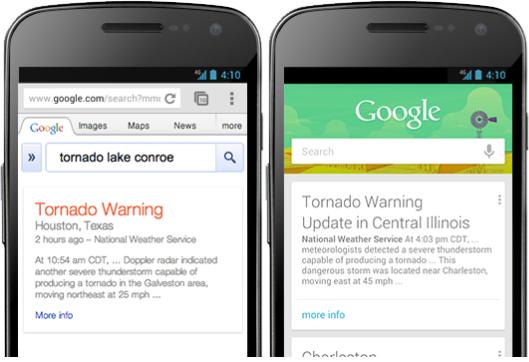 4G 4:10
www.google.com/search?mmo
Google Images Maps News more
» tornado lake conroe
Tornado Warning
Houston, Texas
2 hours ago – National Weather Service
At 10:54 am CDT, ... Doppler radar indicated
another severe thunderstorm capable of
producing a tornado in the Galveston area,
moving northeast at 25 mph ...
More info
4G 4:10
Google
Search
Tornado Warning
Update in Central Illinois
National Weather Service At 4:03 pm CDT, ...
meteorologists detected a severe thunderstorm
capable of producing a tornado ... This
dangerous storm was located near Charleston,
moving east at 45 mph ...
more info
Charleston